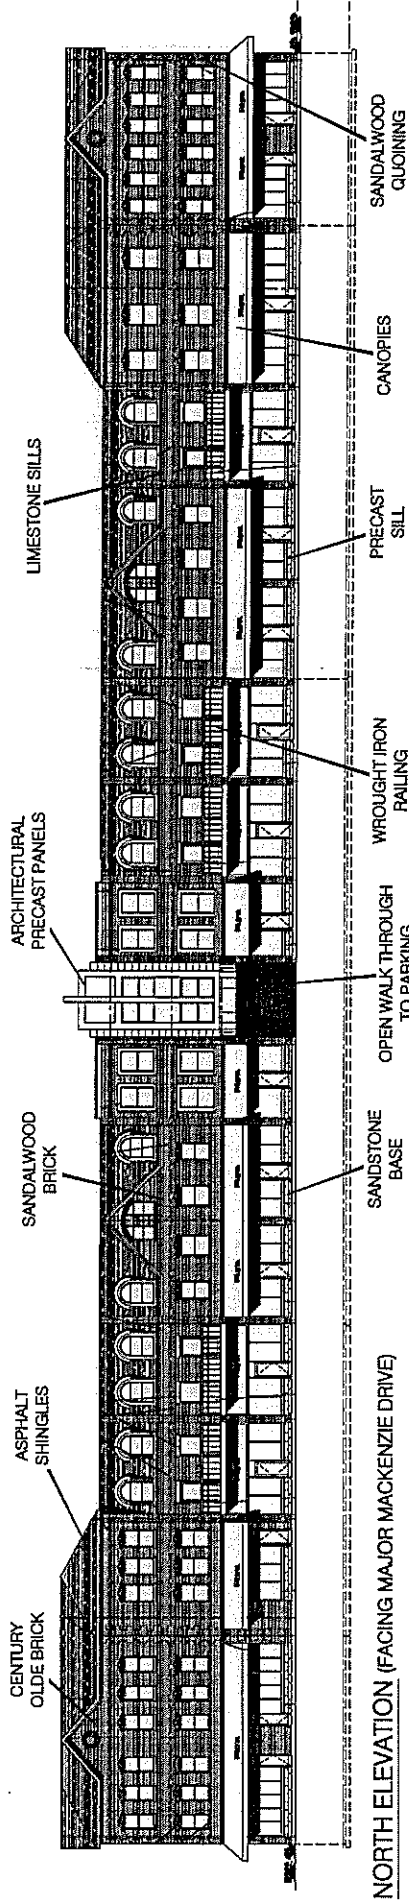 CENTURY
OLDE BRICK
ASPHALT
SHINGLES
SANDALWOOD
BRICK
ARCHITECTURAL
PRECAST PANELS
LIMESTONE SILLS
SANDSTONE
BASE
OPEN WALK THROUGH
TO PARKING
WROUGHT IRON
RAILING
PRECAST
SILL
CANOPIES
SANDALWOOD
QUOINING
NORTH ELEVATION (FACING MAJOR MACKENZIE DRIVE)